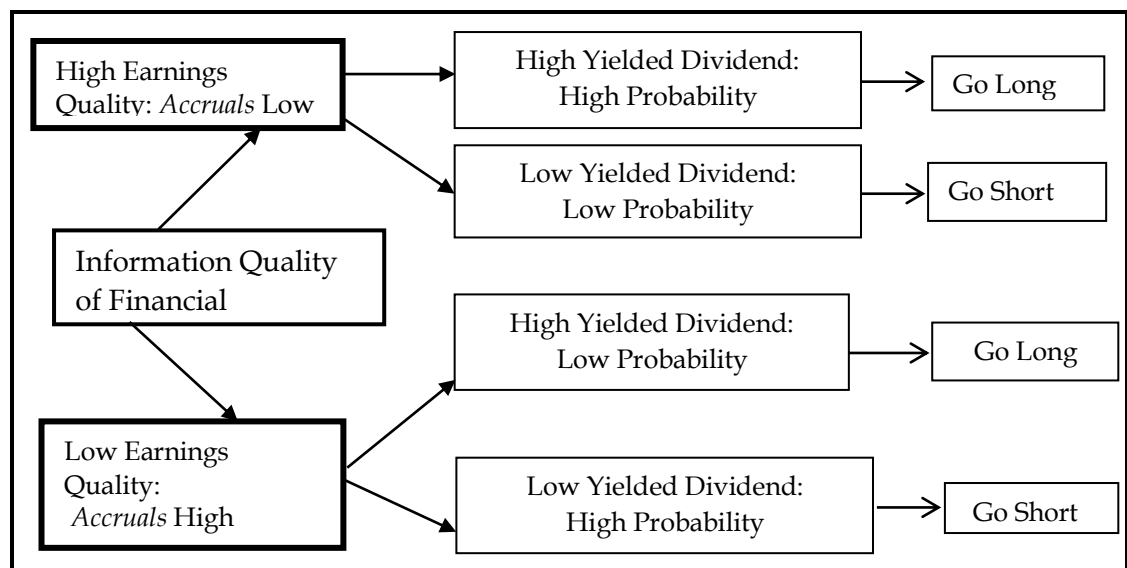 High Earnings
Quality: Accruals Low
High Yielded Dividend:
High Probability
Go Long
Low Yielded Dividend:
Low Probability
Go Short
Information Quality
of Financial
High Yielded Dividend:
Low Probability
Go Long
Low Earnings
Quality:
Accruals High
Low Yielded Dividend:
High Probability
Go Short